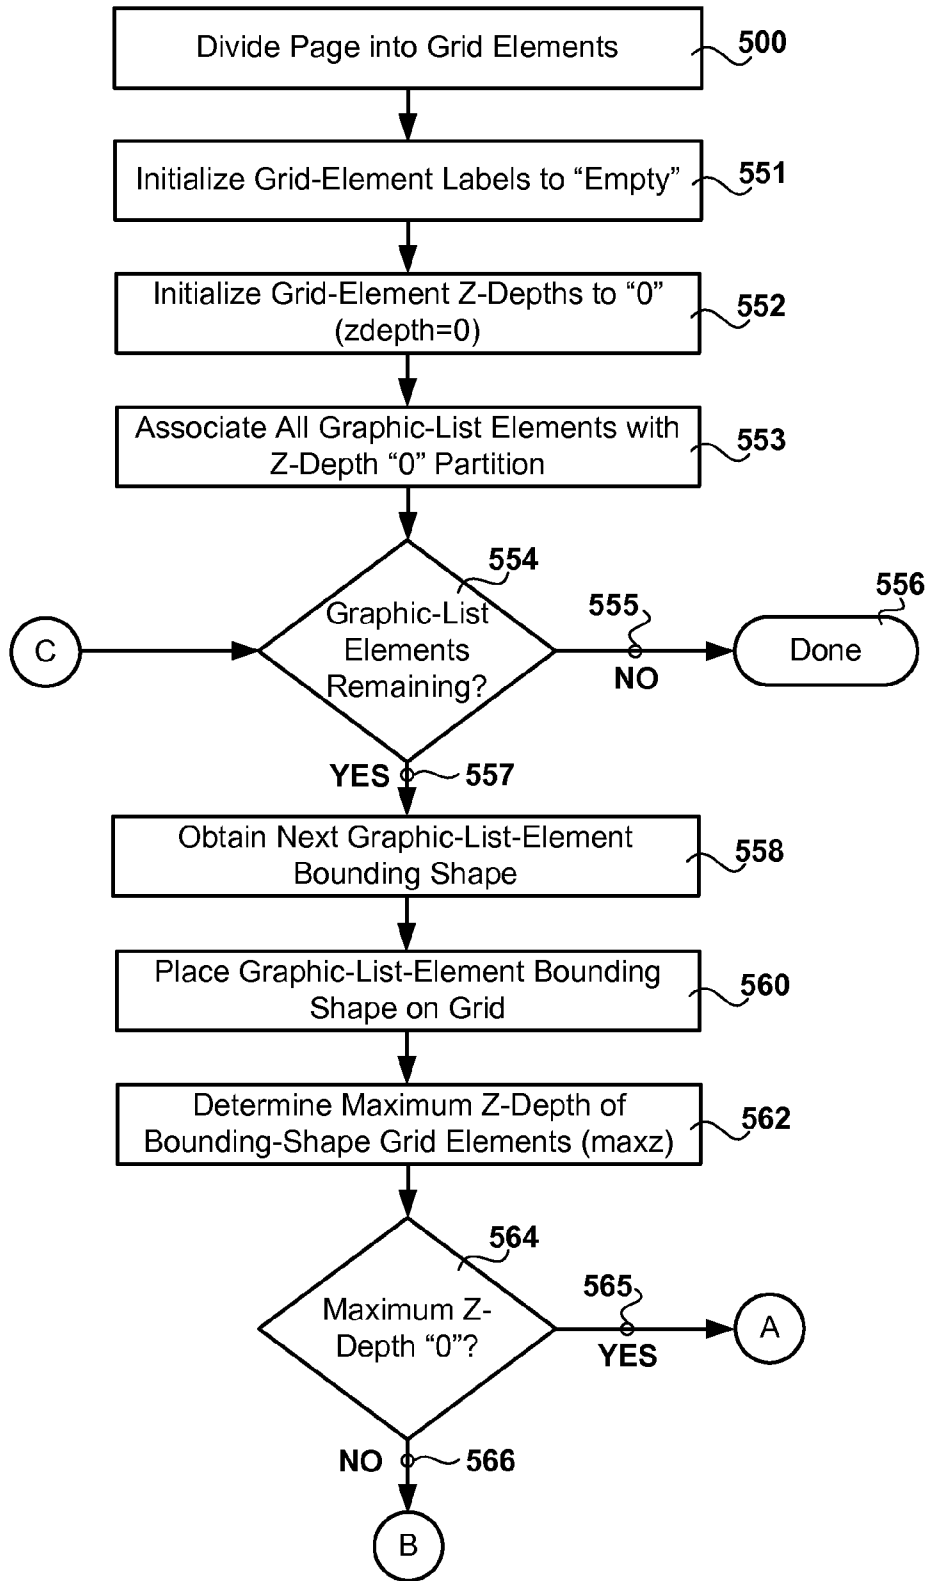 Divide Page into Grid Elements
500
Initialize Grid-Element Labels to “Empty”
551
Initialize Grid-Element Z-Depths to “0”
(zdepth=0)
552
Associate All Graphic-List Elements with
Z-Depth “0” Partition
553
554
Graphic-List
Elements
Remaining?
C
555
NO
556
Done
YES
557
Obtain Next Graphic-List-Element
Bounding Shape
558
Place Graphic-List-Element Bounding
Shape on Grid
560
Determine Maximum Z-Depth of
Bounding-Shape Grid Elements (maxz)
562
564
Maximum Z-
Depth “0”?
565
YES
A
NO
566
B